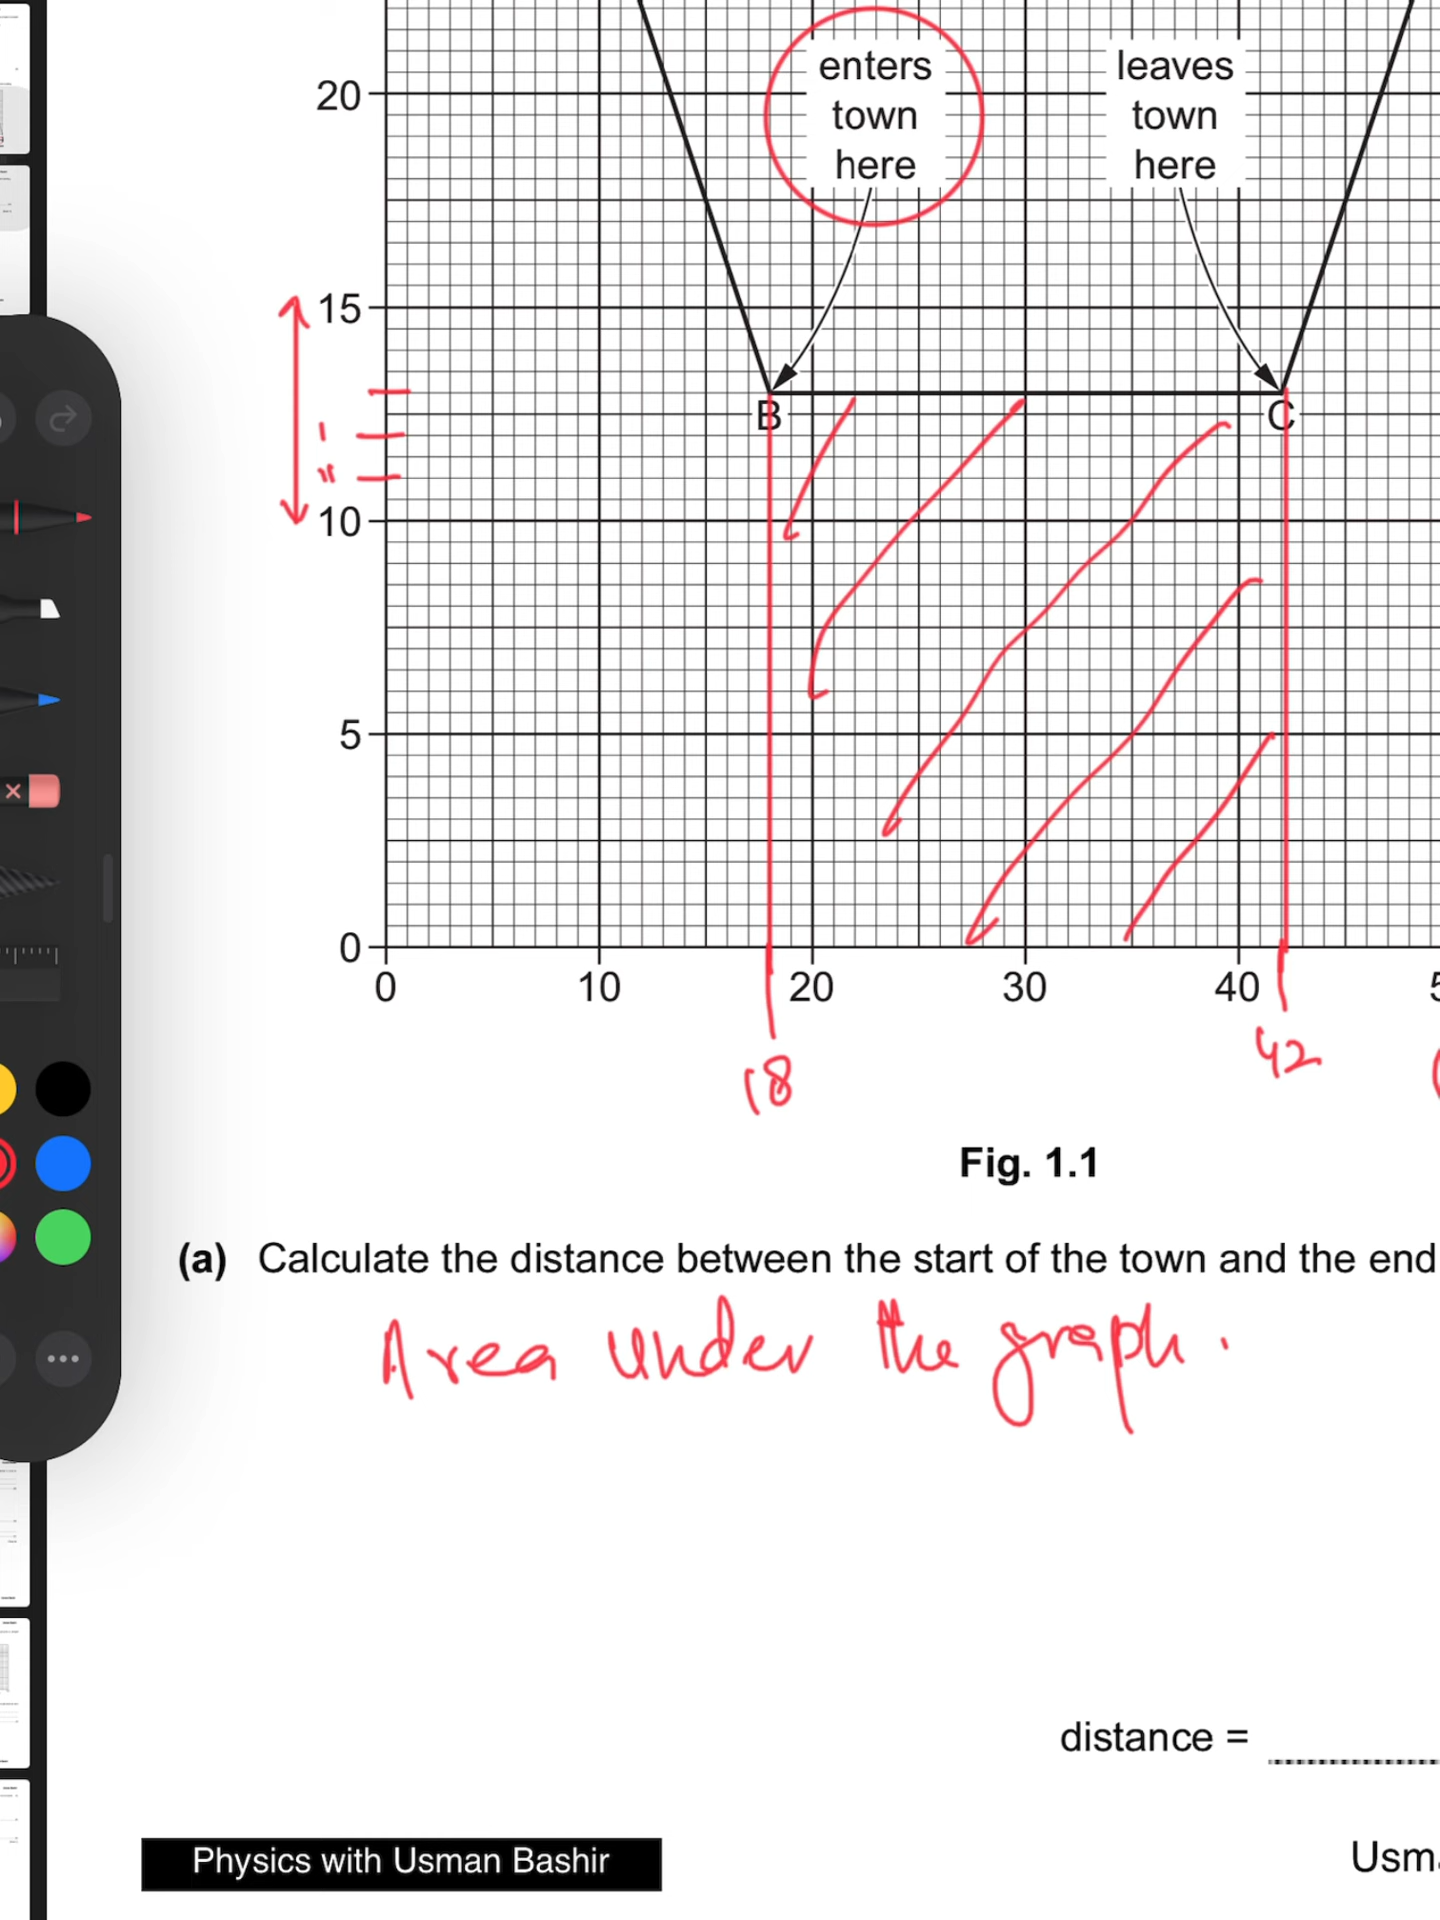 enters
town
here
leaves
town
here
20
15
B
C
10
5
0
0 10 20 30 40
18
42
Fig. 1.1
(a) Calculate the distance between the start of the town and the end
Area under the graph.
distance =
Physics with Usman Bashir